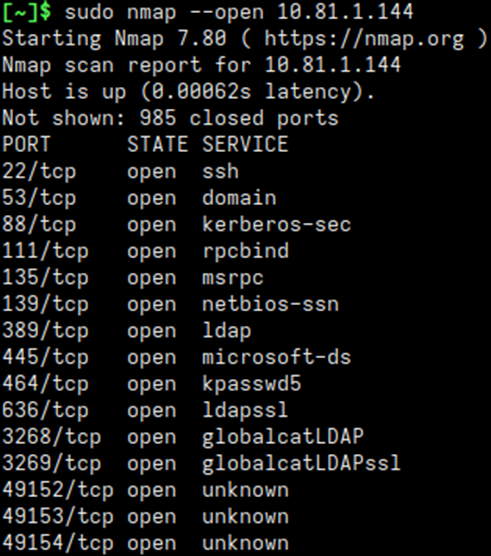 [~]$ sudo nmap --open 10.81.1.144
Starting Nmap 7.80 ( https://nmap.org )
Nmap scan report for 10.81.1.144
Host is up (0.00062s latency).
Not shown: 985 closed ports
PORT      STATE SERVICE
22/tcp    open  ssh
53/tcp    open  domain
88/tcp    open  kerberos-sec
111/tcp   open  rpcbind
135/tcp   open  msrpc
139/tcp   open  netbios-ssn
389/tcp   open  ldap
445/tcp   open  microsoft-ds
464/tcp   open  kpasswd5
636/tcp   open  ldapssl
3268/tcp  open  globalcatLDAP
3269/tcp  open  globalcatLDAPssl
49152/tcp open  unknown
49153/tcp open  unknown
49154/tcp open  unknown